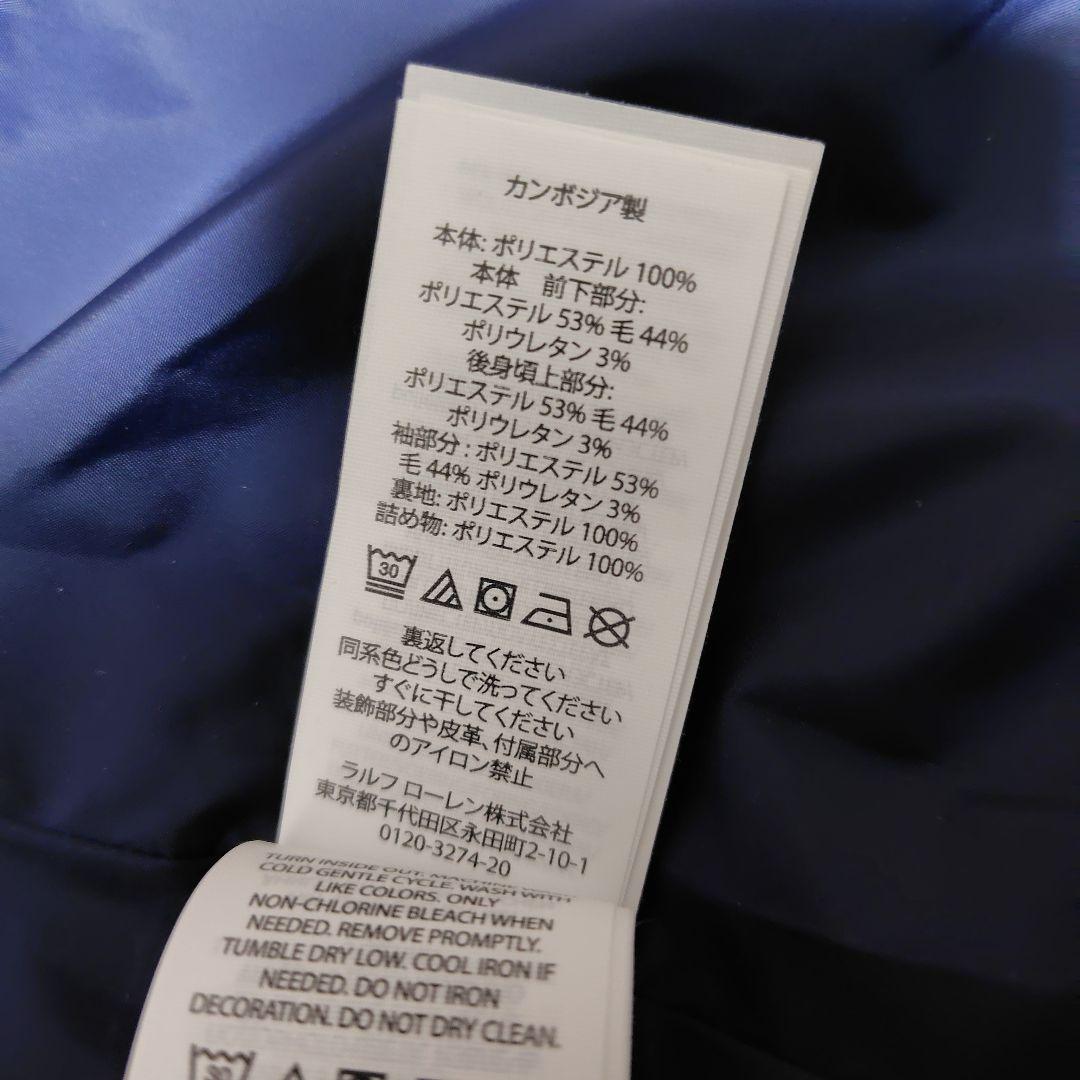 カンボジア製
本体: ポリエステル 100%
本体　前下部分:
ポリエステル 53% 毛 44%
ポリウレタン 3%
後身頃上部分:
ポリエステル 53% 毛 44%
ポリウレタン 3%
袖部分 : ポリエステル 53%
毛 44% ポリウレタン 3%
裏地: ポリエステル 100%
詰め物: ポリエステル 100%
30
裏返してください
同系色どうしで洗ってください
すぐに干してください
装飾部分や皮革、付属部分へ
のアイロン禁止
ラルフ ローレン株式会社
東京都千代田区永田町2-10-1
0120-3274-20
TURN INSIDE OUT. MACHINE WASH
COLD GENTLE CYCLE. WASH WITH
LIKE COLORS. ONLY
NON-CHLORINE BLEACH WHEN
NEEDED. REMOVE PROMPTLY.
TUMBLE DRY LOW. COOL IRON IF
NEEDED. DO NOT IRON
DECORATION. DO NOT DRY CLEAN.
30